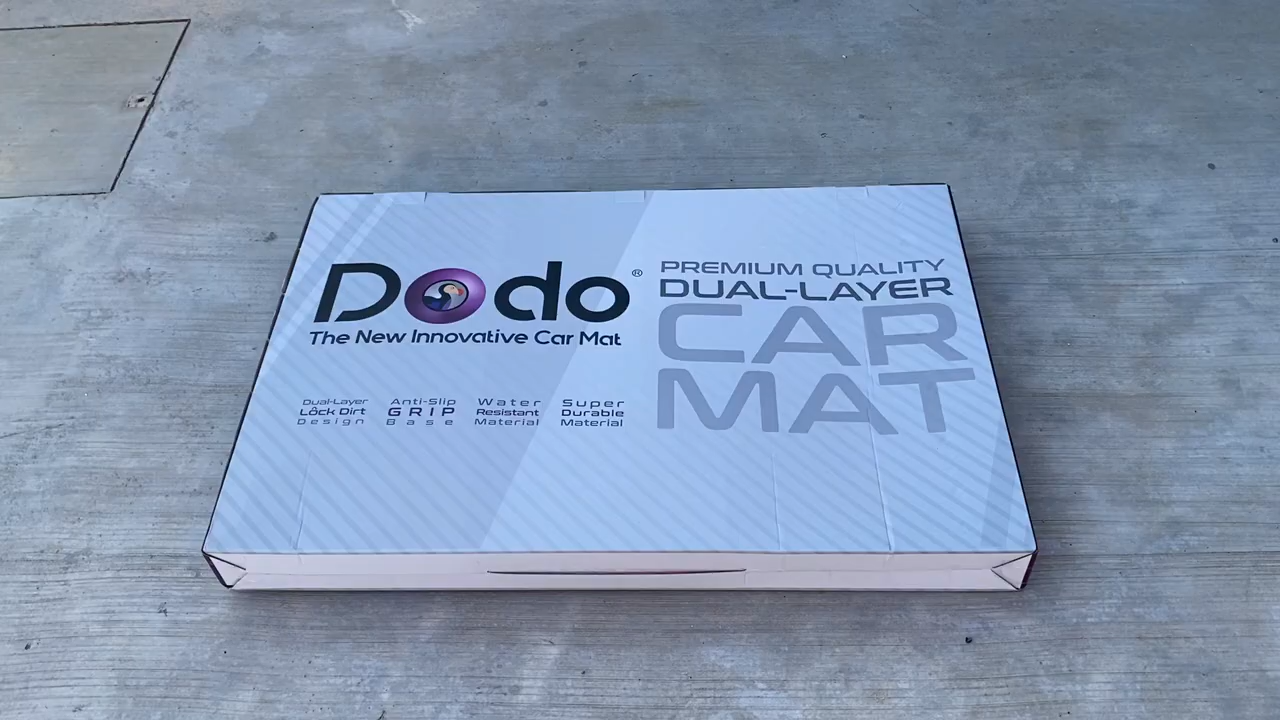 Dodo®
The New Innovative Car Mat
PREMIUM QUALITY
DUAL-LAYER
CAR
MAT
Dual-Layer
Lock Dirt
Design
Anti-Slip
GRIP
Base
Water
Resistant
Material
Super
Durable
Material